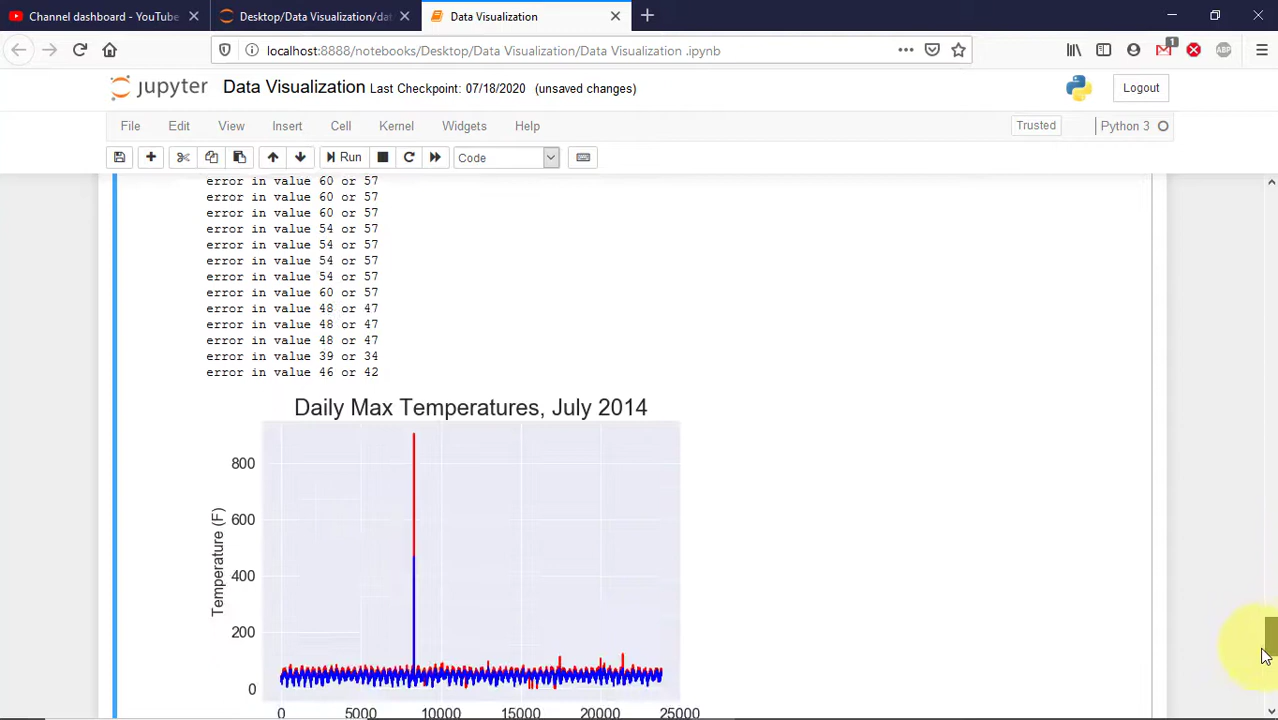 Channel dashboard - YouTube
Desktop/Data Visualization/dat
Data Visualization
localhost:8888/notebooks/Desktop/Data Visualization/Data Visualization .ipynb
1
ABP
jupyter
Data Visualization Last Checkpoint: 07/18/2020 (unsaved changes)
Logout
File Edit View Insert Cell Kernel Widgets Help
Trusted
Python 3
Run
Code
error in value 60 or 57
error in value 60 or 57
error in value 60 or 57
error in value 54 or 57
error in value 54 or 57
error in value 54 or 57
error in value 54 or 57
error in value 60 or 57
error in value 48 or 47
error in value 48 or 47
error in value 48 or 47
error in value 39 or 34
error in value 46 or 42
Daily Max Temperatures, July 2014
Temperature (F)
800
600
400
200
0
0 5000 10000 15000 20000 25000